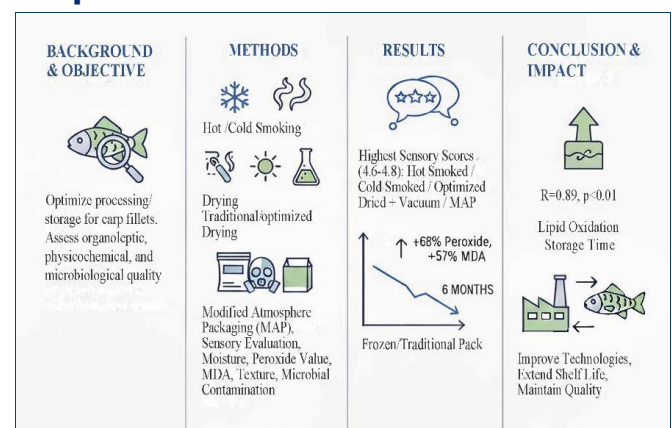 BACKGROUND
& OBJECTIVE
Optimize processing/
storage for carp fillets.
Assess organoleptic,
physicochemical, and
microbiological quality
METHODS
Hot /Cold Smoking
Drying
Traditional/optimized
Drying
Modified Atmosphere
Packaging (MAP),
Sensory Evaluation,
Moisture, Peroxide Value,
MDA, Texture, Microbial
Contamination
RESULTS
Highest Sensory Scores
(4.6-4.8): Hot Smoked /
Cold Smoked / Optimized
Dried + Vacuum / MAP
+68% Peroxide,
+57% MDA
6 MONTHS
Frozen/Traditional Pack
CONCLUSION &
IMPACT
R=0.89, p<0.01
Lipid Oxidation
Storage Time
Improve Technologies,
Extend Shelf Life,
Maintain Quality